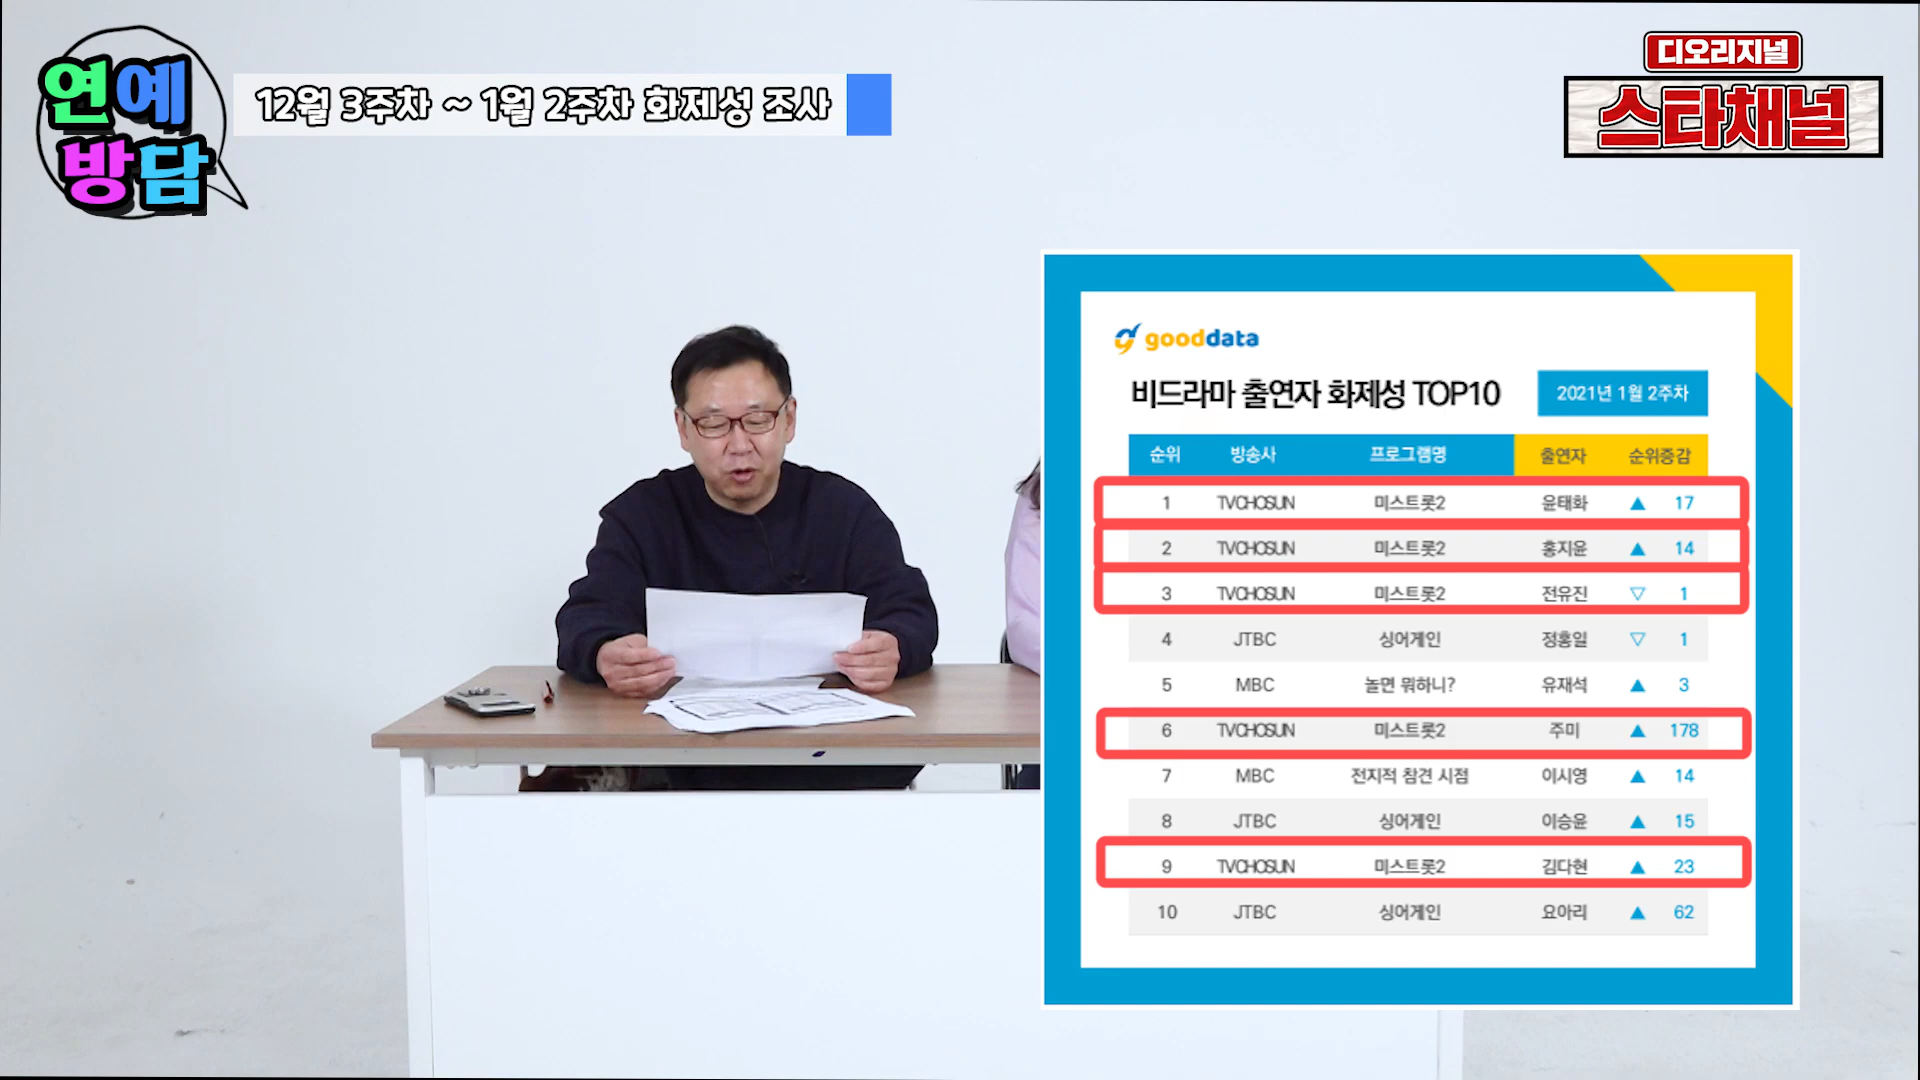 연예
방담
12월 3주차 ~ 1월 2주차 화제성 조사
디오리지널
스타채널
gooddata
비드라마 출연자 화제성 TOP10
2021년 1월 2주차
순위 방송사 프로그램명 출연자 순위증감
1 TVCHOSUN 미스트롯2 윤태화 ▲ 17
2 TVCHOSUN 미스트롯2 홍지윤 ▲ 14
3 TVCHOSUN 미스트롯2 전유진 ▽ 1
4 JTBC 싱어게인 정홍일 ▽ 1
5 MBC 놀면 뭐하니? 유재석 ▲ 3
6 TVCHOSUN 미스트롯2 주미 ▲ 178
7 MBC 전지적 참견 시점 이시영 ▲ 14
8 JTBC 싱어게인 이승윤 ▲ 15
9 TVCHOSUN 미스트롯2 김다현 ▲ 23
10 JTBC 싱어게인 요아리 ▲ 62